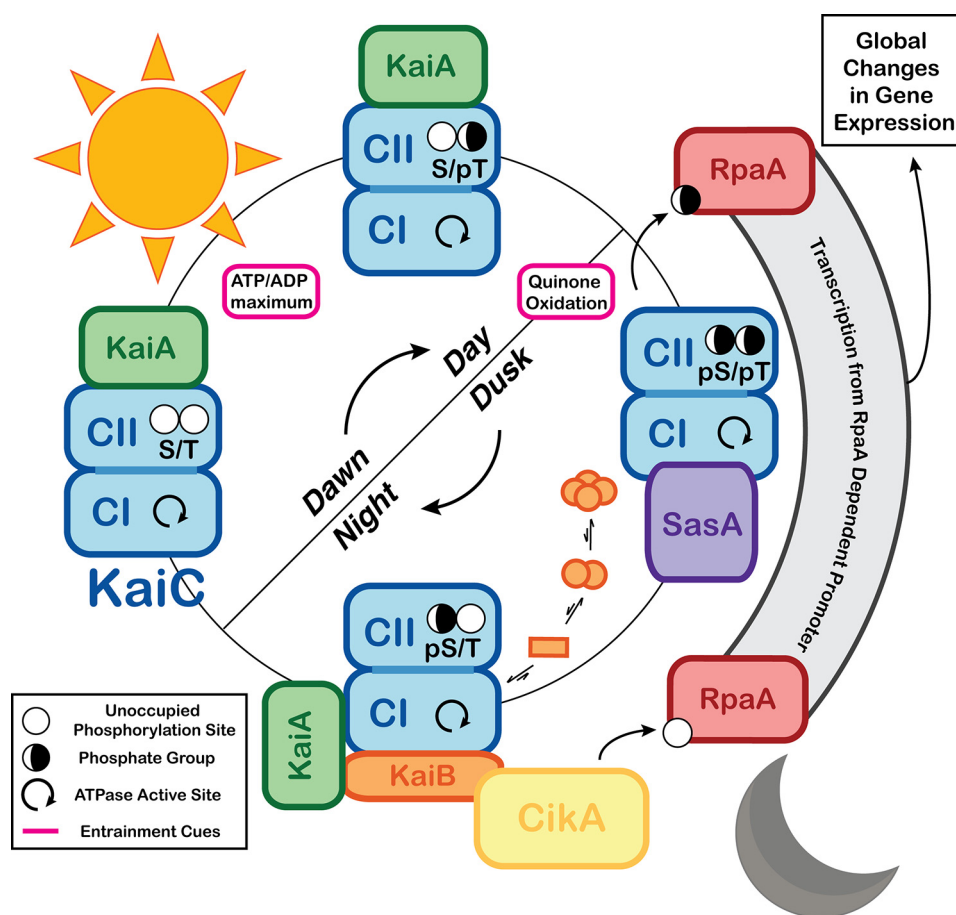 Global
Changes
in Gene
Expression
KaiA
CII
S/pT
CI
RpaA
ATP/ADP
maximum
Quinone
Oxidation
KaiA
CII
S/T
CI
KaiC
Day
Dusk
Dawn
Night
CII
pS/pT
CI
SasA
Transcription from RpaA Dependent Promoter
CII
pS/T
CI
KaiA
KaiB
CikA
RpaA
Unoccupied
Phosphorylation Site
Phosphate Group
ATPase Active Site
Entrainment Cues